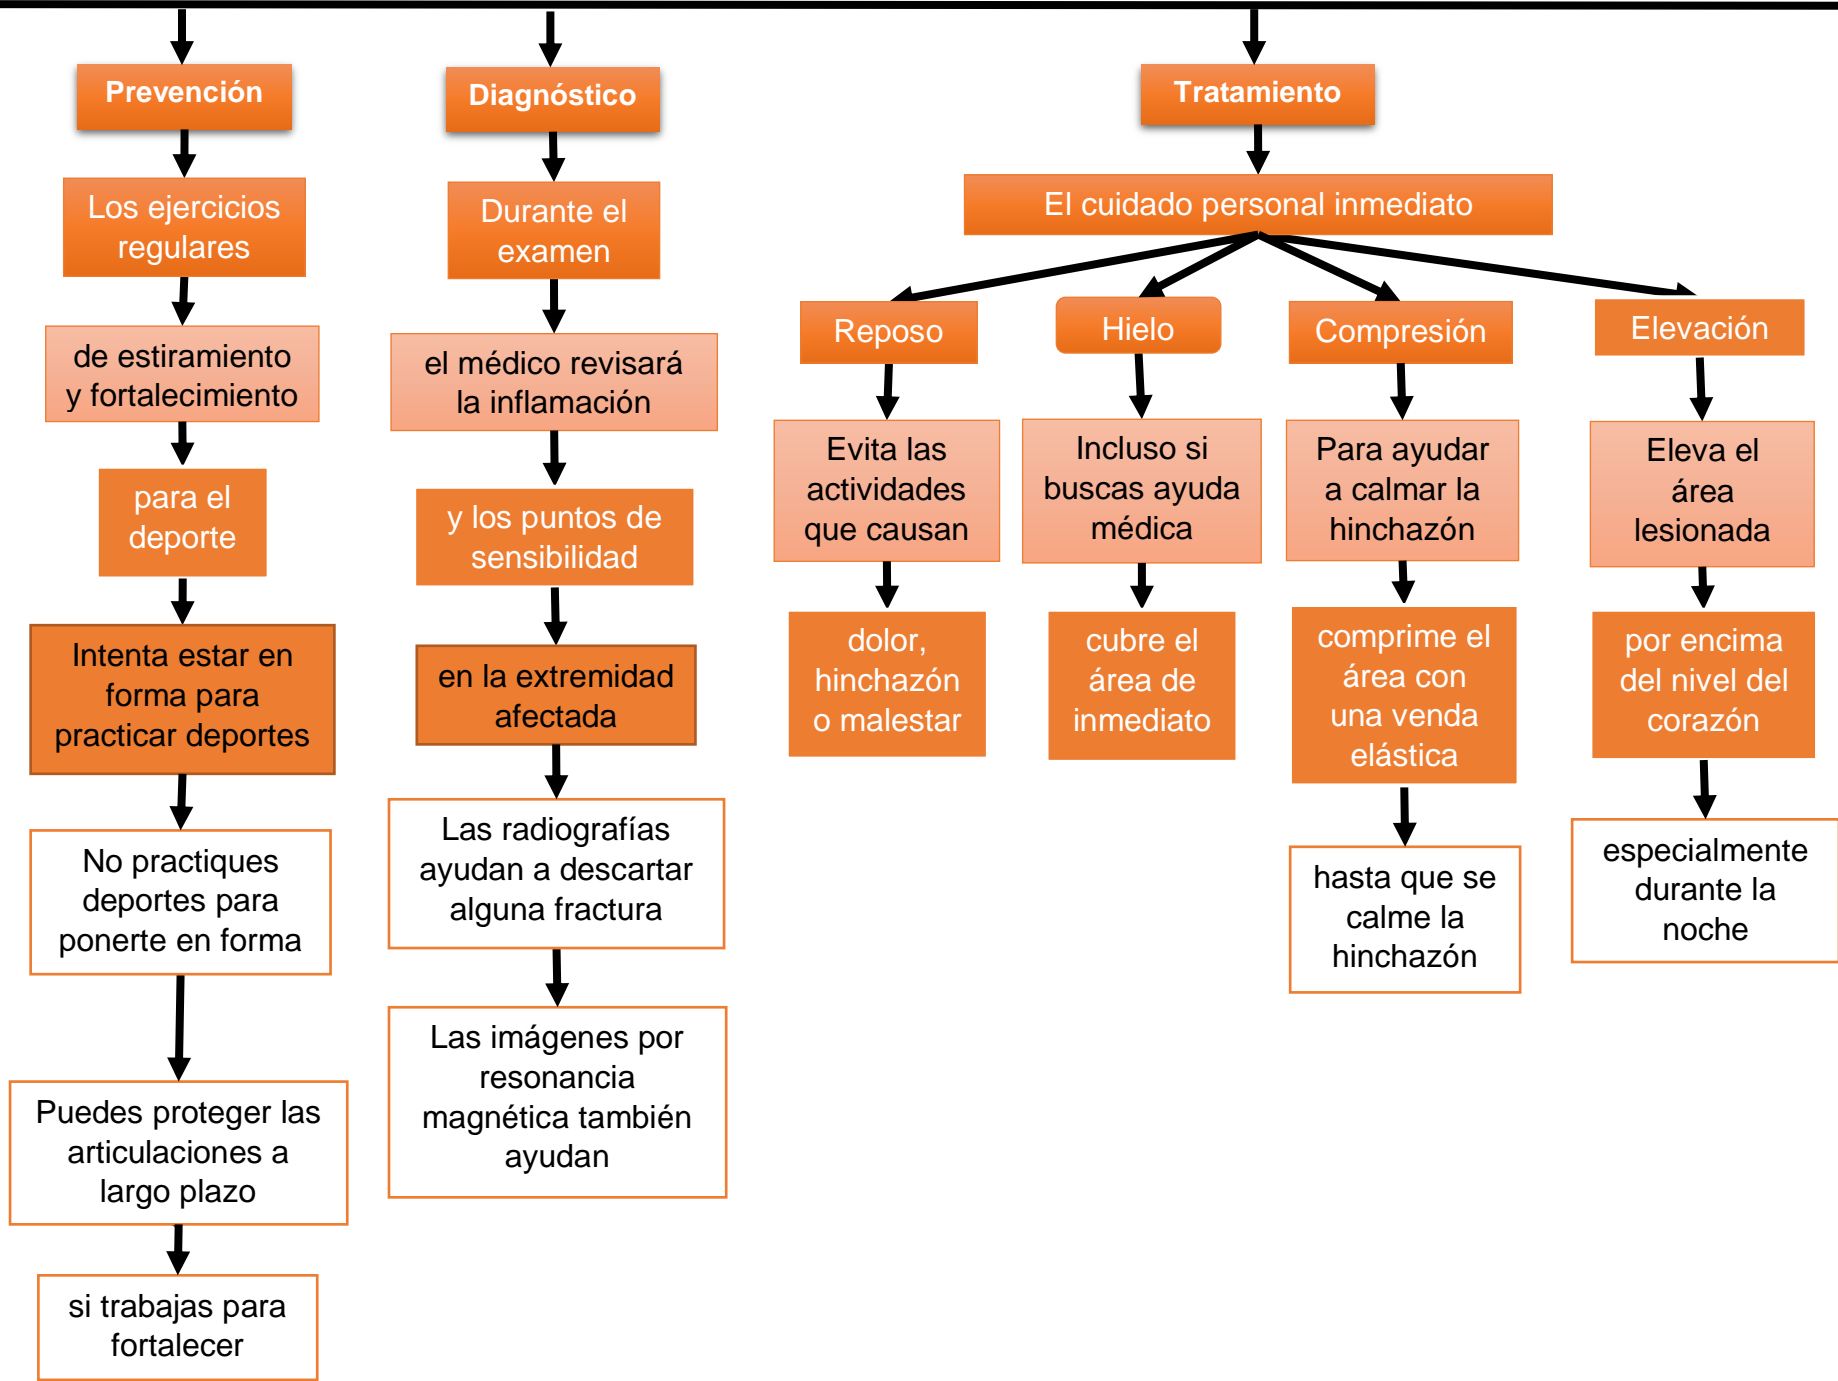 Prevención
Los ejercicios
regulares
de estiramiento
y fortalecimiento
para el
deporte
Intenta estar en
forma para
practicar deportes
No practiques
deportes para
ponerte en forma
Puedes proteger las
articulaciones a
largo plazo
si trabajas para
fortalecer
Diagnóstico
Durante el
examen
el médico revisará
la inflamación
y los puntos de
sensibilidad
en la extremidad
afectada
Las radiografías
ayudan a descartar
alguna fractura
Las imágenes por
resonancia
magnética también
ayudan
Tratamiento
El cuidado personal inmediato
Reposo
Evita las
actividades
que causan
dolor,
hinchazón
o malestar
Hielo
Incluso si
buscas ayuda
médica
cubre el
área de
inmediato
Compresión
Para ayudar
a calmar la
hinchazón
comprime el
área con
una venda
elástica
hasta que se
calme la
hinchazón
Elevación
Eleva el
área
lesionada
por encima
del nivel del
corazón
especialmente
durante la
noche